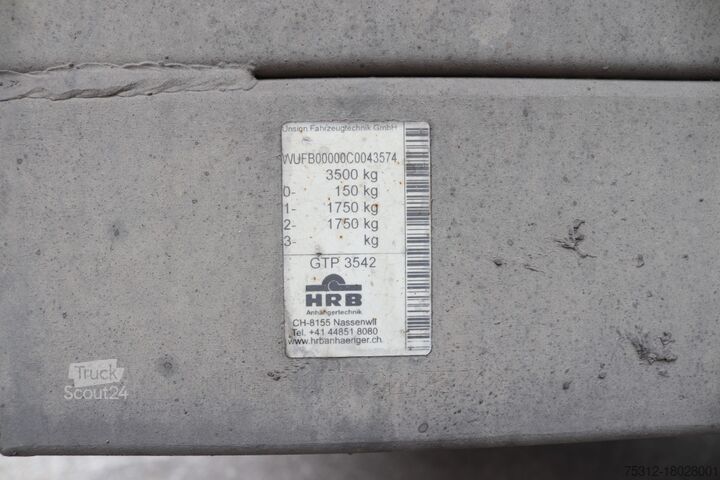 Unsinn Fahrzeugtechnik GmbH
WUFB00000C0043574
3500 kg
0- 150 kg
1- 1750 kg
2- 1750 kg
3- kg
GTP 3542
HRB
Anhängertechnik
CH-8155 Nassenwil
Tel. +41 44851 8080
www.hrbanhaenger.ch
Truck
Scout24
75312-18028001